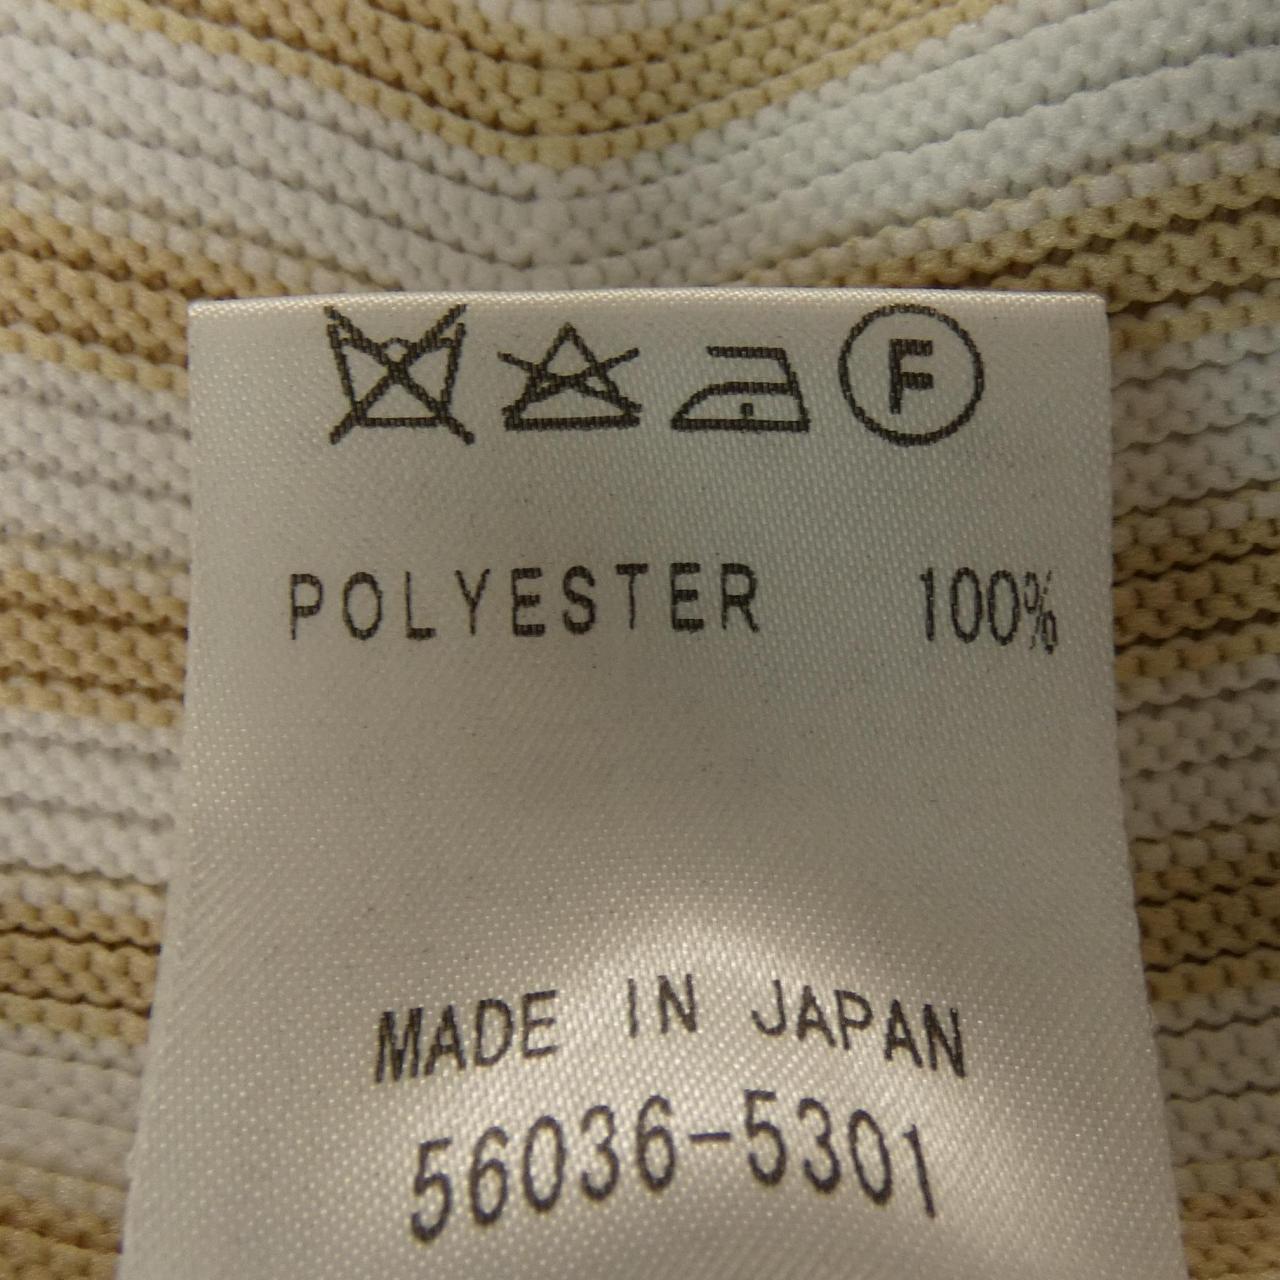 F
POLYESTER 100%
MADE IN JAPAN
56036-5301